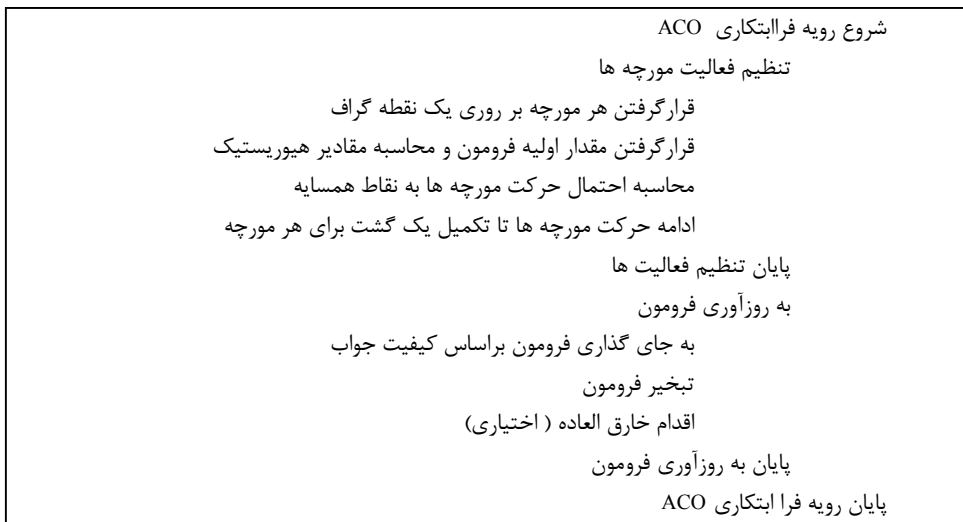 شروع رویه فراابتکاری ACO
تنظیم فعالیت مورچه ها
قرارگرفتن هر مورچه بر روری یک نقطه گراف
قرارگرفتن مقدار اولیه فرومون و محاسبه مقادیر هیوریستیک
محاسبه احتمال حرکت مورچه ها به نقاط همسایه
ادامه حرکت مورچه ها تا تکمیل یک گشت برای هر مورچه
پایان تنظیم فعالیت ها
به روزآوری فرومون
به جای گذاری فرومون براساس کیفیت جواب
تبخیر فرومون
اقدام خارق العاده ( اختیاری)
پایان به روزآوری فرومون
پایان رویه فرا ابتکاری ACO